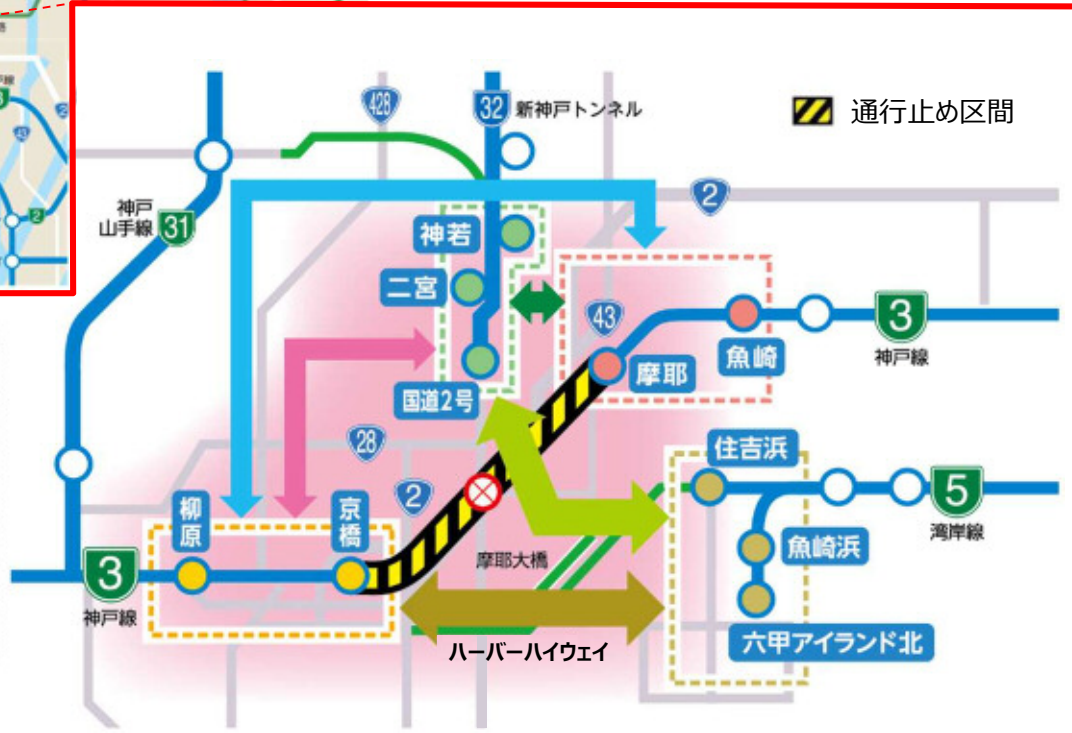 428
32
新神戸トンネル
通行止め区間
43
2
神戸
山手線
31
2
神若
二宮
43
3
神戸線
魚崎
摩耶
国道2号
28
住吉浜
2
5
湾岸線
柳原
京橋
魚崎浜
摩耶大橋
3
神戸線
六甲アイランド北
ハーバーハイウェイ